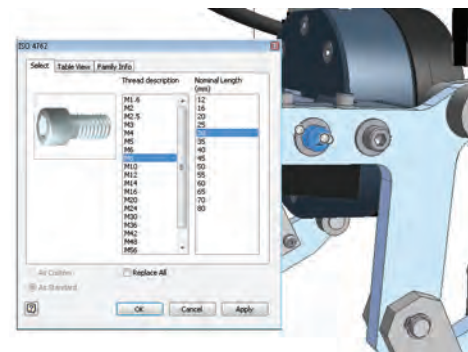 ISO 4762
Select Table View Family Info
Thread description
Nominal Length
(mm)
M1.6
M2
M2.5
M3
M4
M5
M6
M8
M10
M12
M14
M16
M20
M24
M30
M36
M42
M48
M56
12
16
20
25
30
35
40
45
50
55
60
65
70
80
As Custom
Replace All
As Standard
OK Cancel Apply